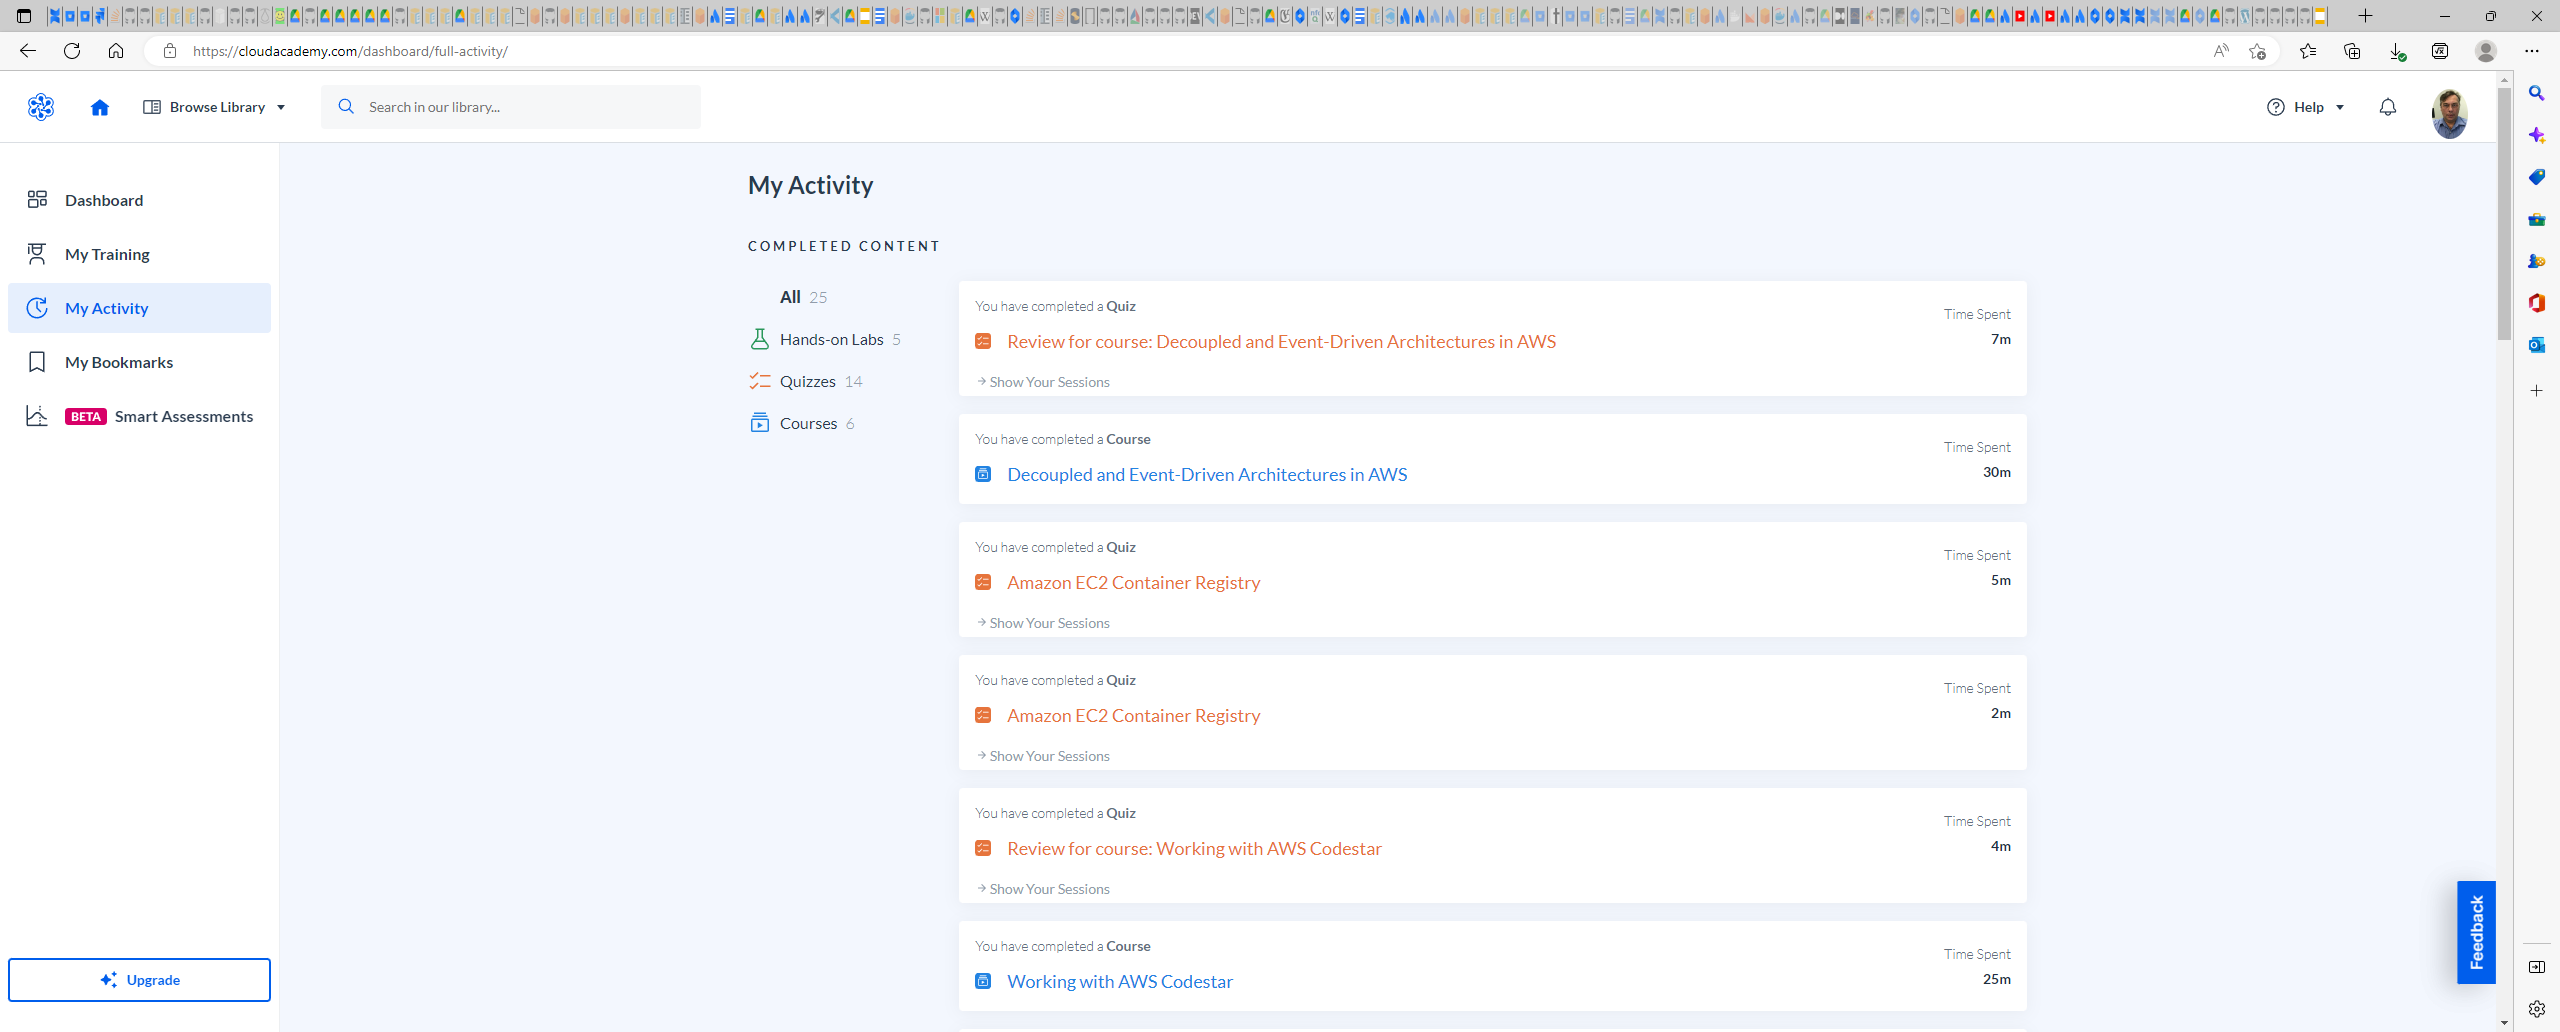 https://cloudacademy.com/dashboard/full-activity/
Browse Library
Search in our library...
Help
Dashboard
My Training
My Activity
My Bookmarks
BETA Smart Assessments
Upgrade
My Activity
COMPLETED CONTENT
All 25
Hands-on Labs 5
Quizzes 14
Courses 6
You have completed a Quiz
Review for course: Decoupled and Event-Driven Architectures in AWS
Time Spent
7m
Show Your Sessions
You have completed a Course
Decoupled and Event-Driven Architectures in AWS
Time Spent
30m
You have completed a Quiz
Amazon EC2 Container Registry
Time Spent
5m
Show Your Sessions
You have completed a Quiz
Amazon EC2 Container Registry
Time Spent
2m
Show Your Sessions
You have completed a Quiz
Review for course: Working with AWS Codestar
Time Spent
4m
Show Your Sessions
You have completed a Course
Working with AWS Codestar
Time Spent
25m
Feedback